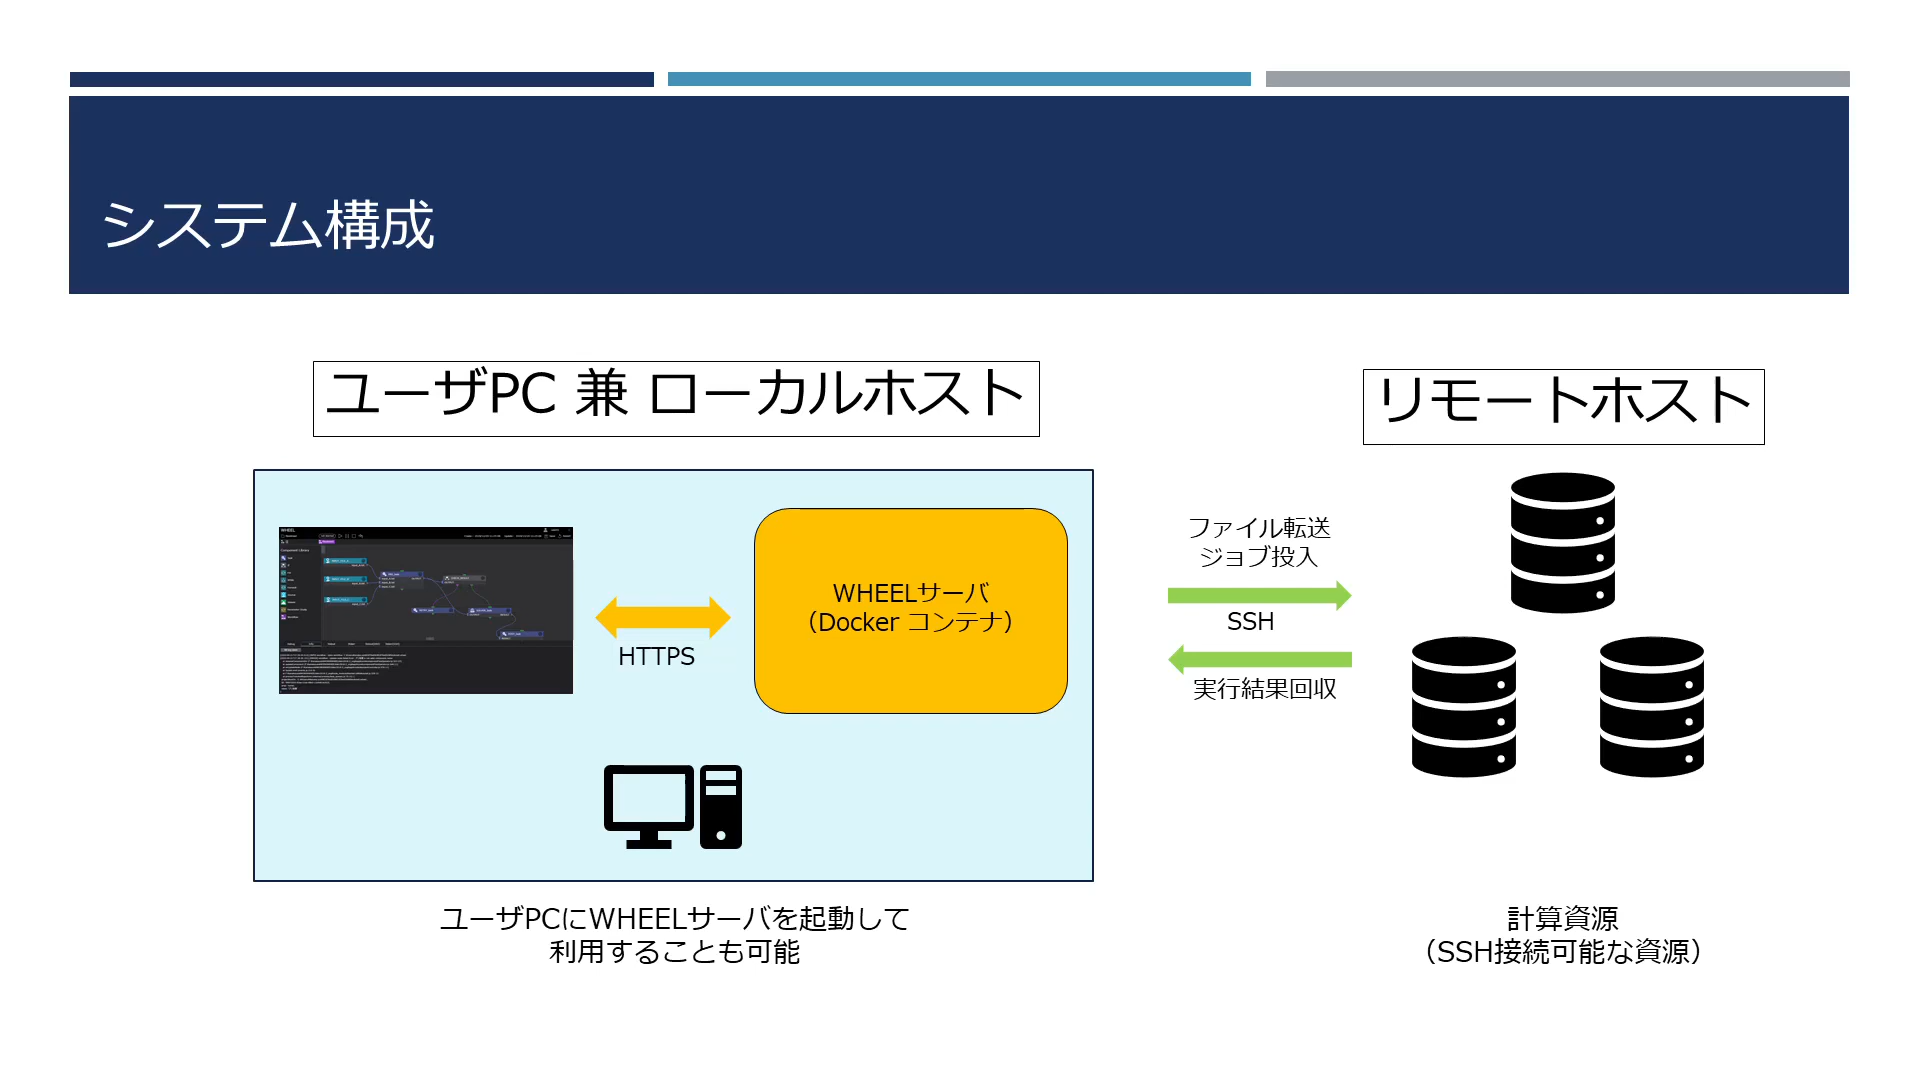 システム構成
ユーザPC 兼 ローカルホスト
リモートホスト
WHEEL
HTTPS
WHEELサーバ
（Docker コンテナ）
ファイル転送
ジョブ投入
SSH
実行結果回収
ユーザPCにWHEELサーバを起動して
利用することも可能
計算資源
（SSH接続可能な資源）